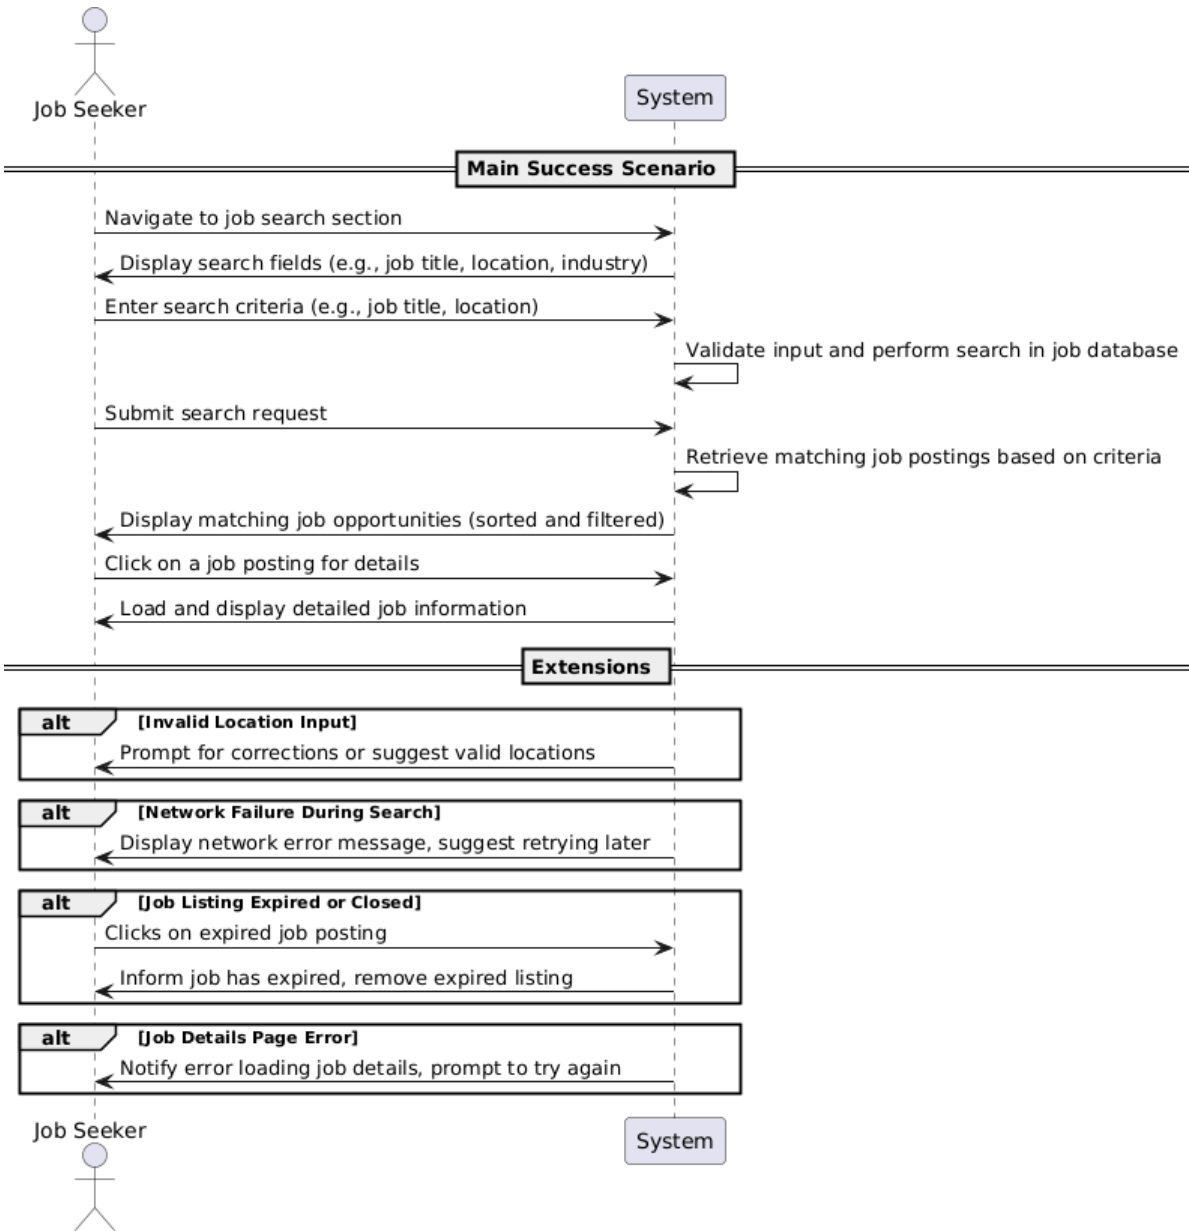 Job Seeker
System
Main Success Scenario
Navigate to job search section
Display search fields (e.g., job title, location, industry)
Enter search criteria (e.g., job title, location)
Validate input and perform search in job database
Submit search request
Retrieve matching job postings based on criteria
Display matching job opportunities (sorted and filtered)
Click on a job posting for details
Load and display detailed job information
Extensions
alt [Invalid Location Input]
Prompt for corrections or suggest valid locations
alt [Network Failure During Search]
Display network error message, suggest retrying later
alt [Job Listing Expired or Closed]
Clicks on expired job posting
Inform job has expired, remove expired listing
alt [Job Details Page Error]
Notify error loading job details, prompt to try again
Job Seeker
System